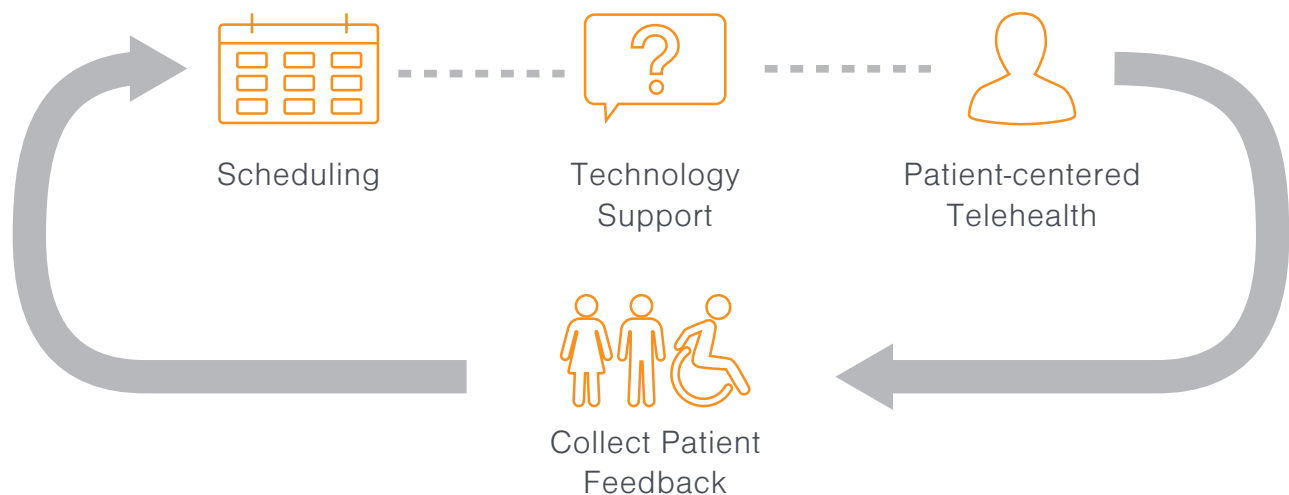 Scheduling
Technology
Support
Patient-centered
Telehealth
Collect Patient
Feedback